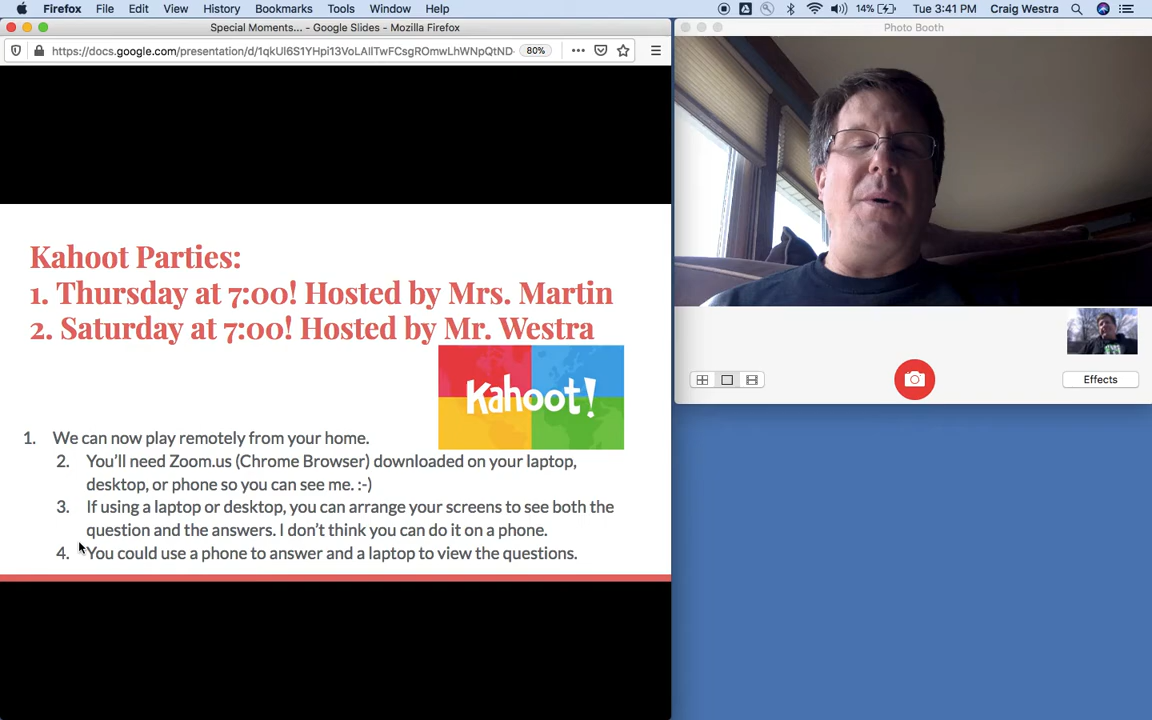 Firefox File Edit View History Bookmarks Tools Window Help 14% Tue 3:41 PM Craig Westra
Special Moments... - Google Slides - Mozilla Firefox
Photo Booth
80%
Kahoot Parties:
1. Thursday at 7:00! Hosted by Mrs. Martin
2. Saturday at 7:00! Hosted by Mr. Westra
Kahoot!
Effects
1. We can now play remotely from your home.
2. You'll need Zoom.us (Chrome Browser) downloaded on your laptop,
desktop, or phone so you can see me. :-)
3. If using a laptop or desktop, you can arrange your screens to see both the
question and the answers. I don't think you can do it on a phone.
4. You could use a phone to answer and a laptop to view the questions.